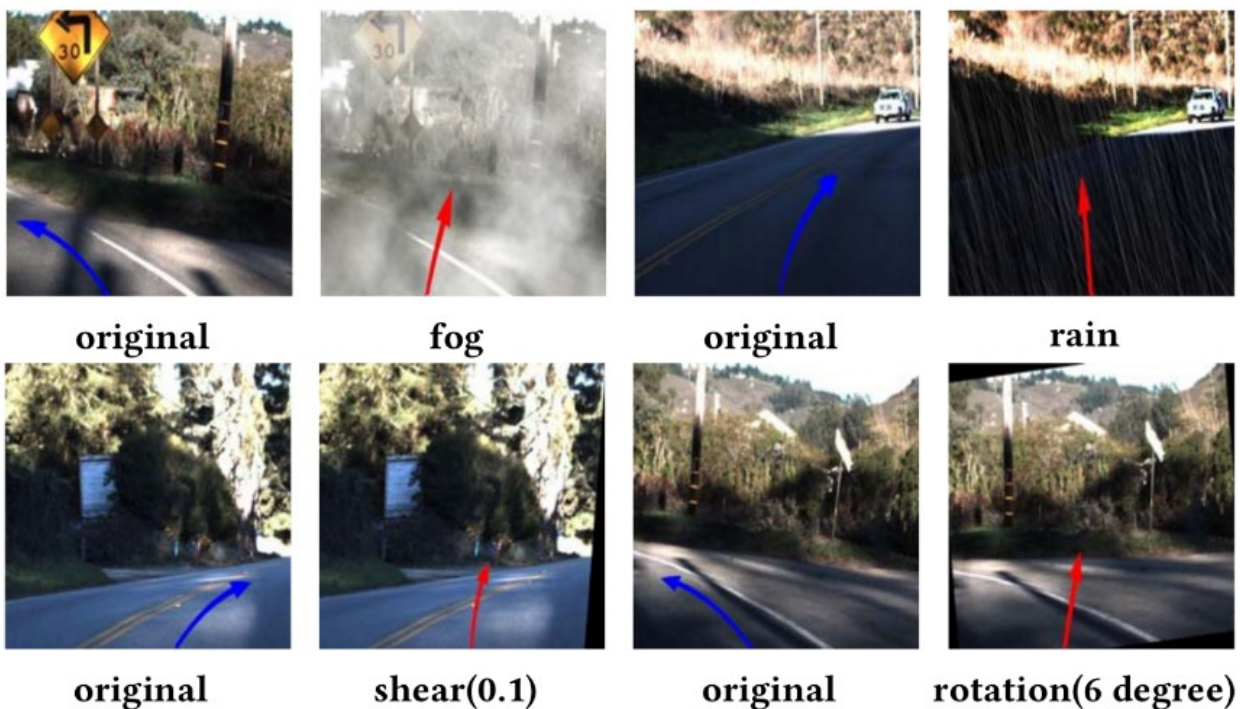 30
30
original fog original rain
original shear(0.1) original rotation(6 degree)